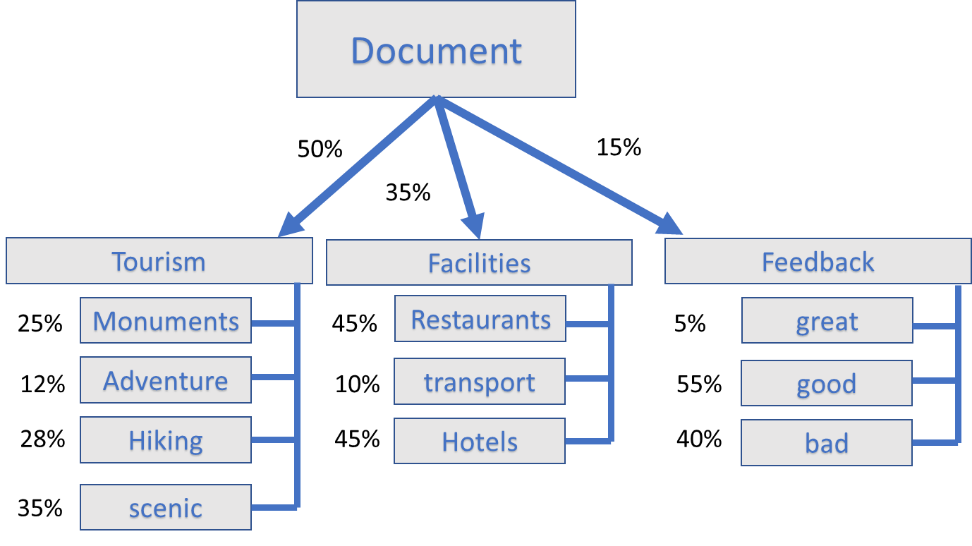 Document
50%
35%
15%
Tourism
Facilities
Feedback
25%
Monuments
12%
Adventure
28%
Hiking
35%
scenic
45%
Restaurants
10%
transport
45%
Hotels
5%
great
55%
good
40%
bad